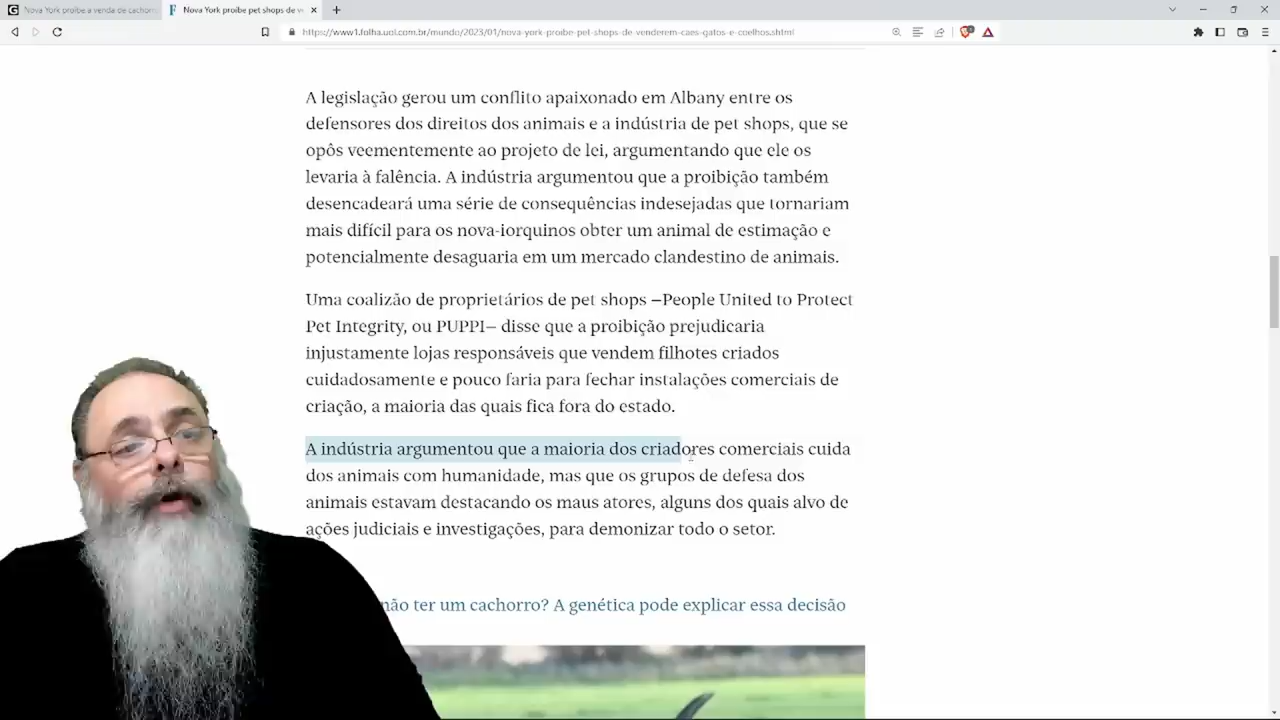 Nova York proíbe a venda de cachorr
Nova York proíbe pet shops de ve
https://www1.folha.uol.com.br/mundo/2023/01/nova-york-proibe-pet-shops-de-venderem-caes-gatos-e-coelhos.shtml
A legislação gerou um conflito apaixonado em Albany entre os
defensores dos direitos dos animais e a indústria de pet shops, que se
opôs veementemente ao projeto de lei, argumentando que ele os
levaria à falência. A indústria argumentou que a proibição também
desencadeará uma série de consequências indesejadas que tornariam
mais difícil para os nova-iorquinos obter um animal de estimação e
potencialmente desaguaria em um mercado clandestino de animais.
Uma coalizão de proprietários de pet shops —People United to Protect
Pet Integrity, ou PUPPI— disse que a proibição prejudicaria
injustamente lojas responsáveis que vendem filhotes criados
cuidadosamente e pouco faria para fechar instalações comerciais de
criação, a maioria das quais fica fora do estado.
A indústria argumentou que a maioria dos criadores comerciais cuida
dos animais com humanidade, mas que os grupos de defesa dos
animais estavam destacando os maus atores, alguns dos quais alvo de
ações judiciais e investigações, para demonizar todo o setor.
não ter um cachorro? A genética pode explicar essa decisão